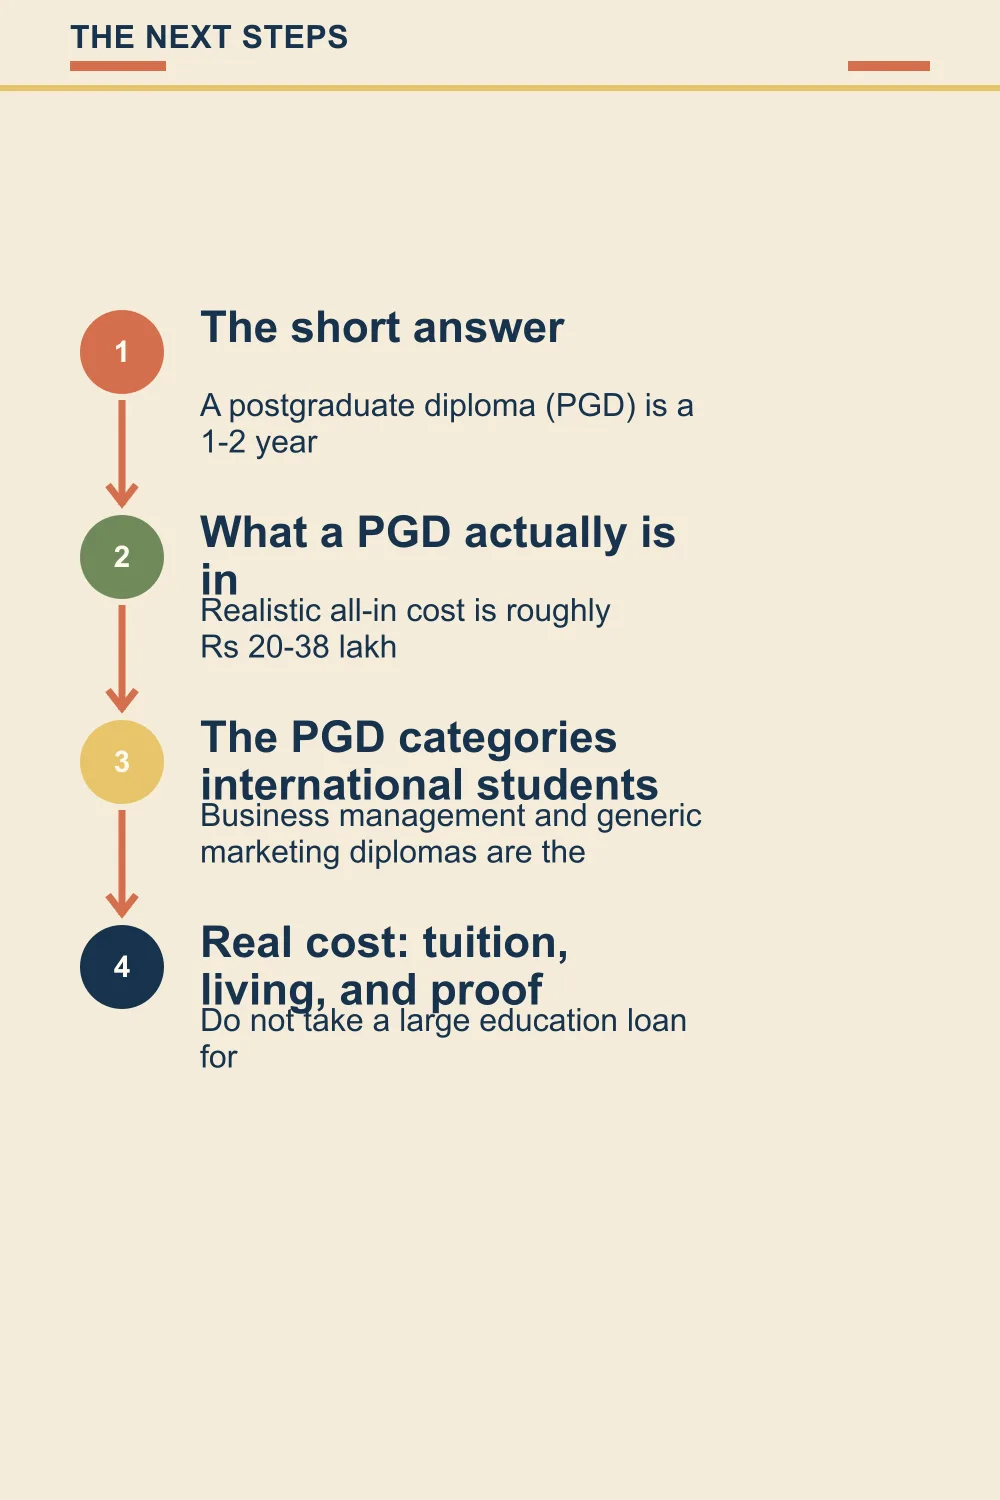 THE NEXT STEPS
1
The short answer
A postgraduate diploma (PGD) is a
1-2 year
2
What a PGD actually is
in
Realistic all-in cost is roughly
Rs 20-38 lakh
3
The PGD categories
international students
Business management and generic
marketing diplomas are the
4
Real cost: tuition,
living, and proof
Do not take a large education loan
for